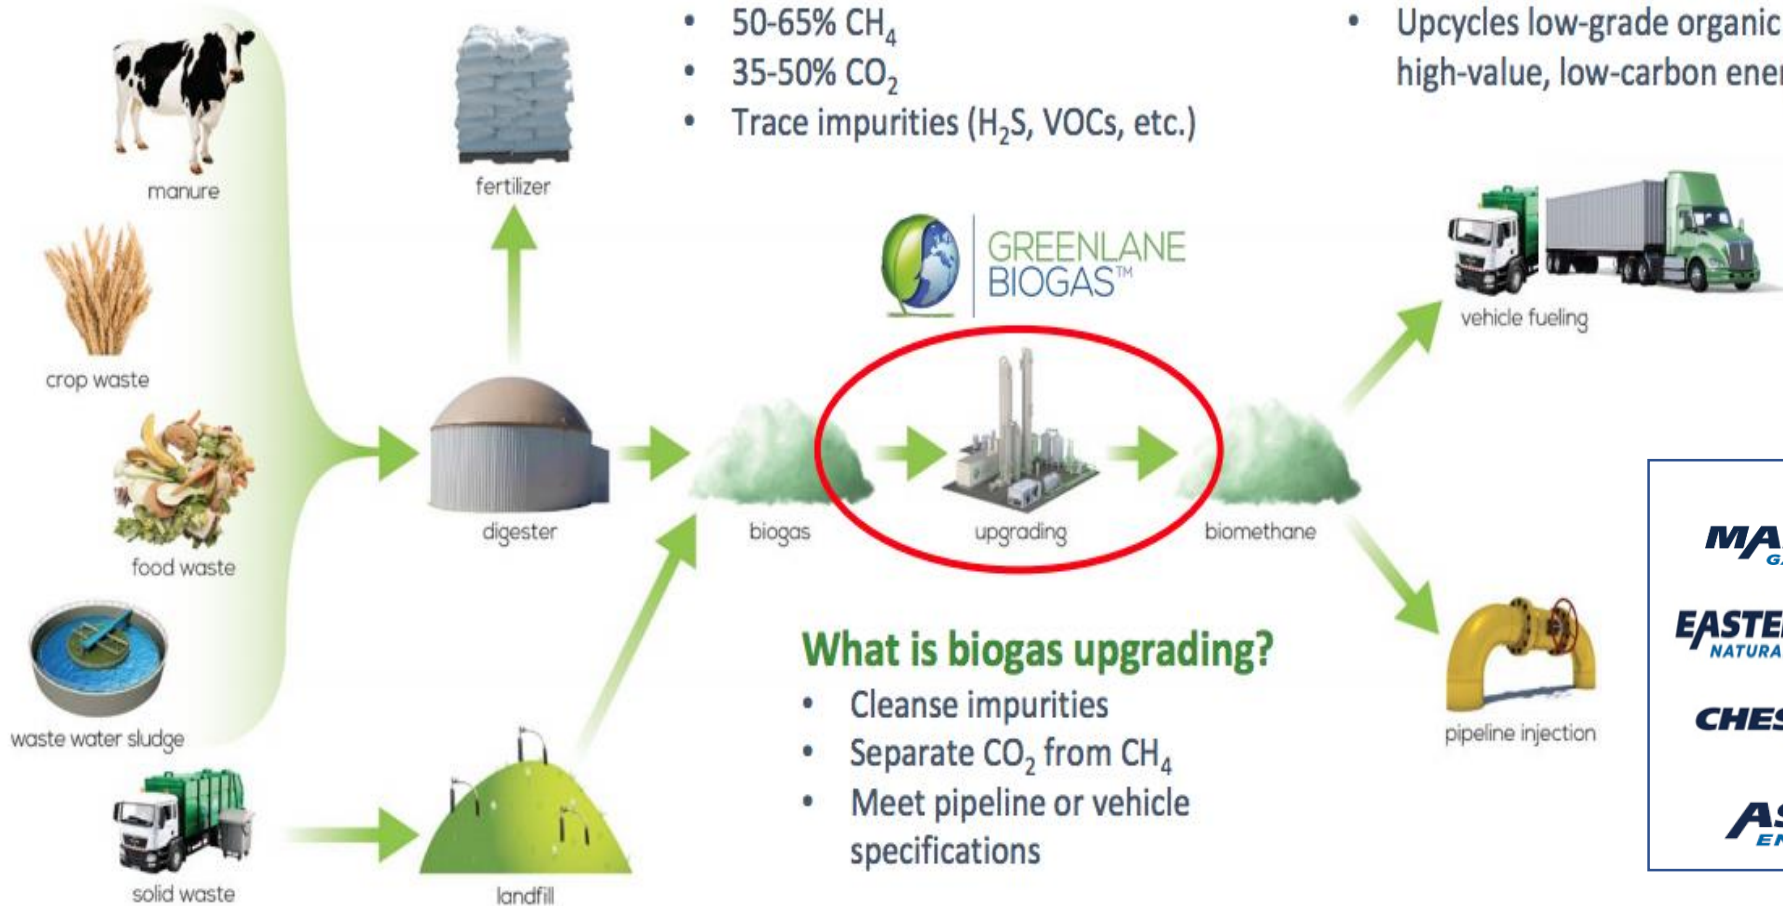 • 50-65% CH₄
• 35-50% CO₂
• Trace impurities (H₂S, VOCs, etc.)
• Upcycles low-grade organic
high-value, low-carbon
manure
fertilizer
GREENLANE
BIOGAS™
vehicle fueling
crop waste
food waste
digester
biogas
upgrading
biomethane
waste water sludge
What is biogas upgrading?
• Cleanse impurities
• Separate CO₂ from CH₄
• Meet pipeline or vehicle
specifications
pipeline injection
solid waste
landfill